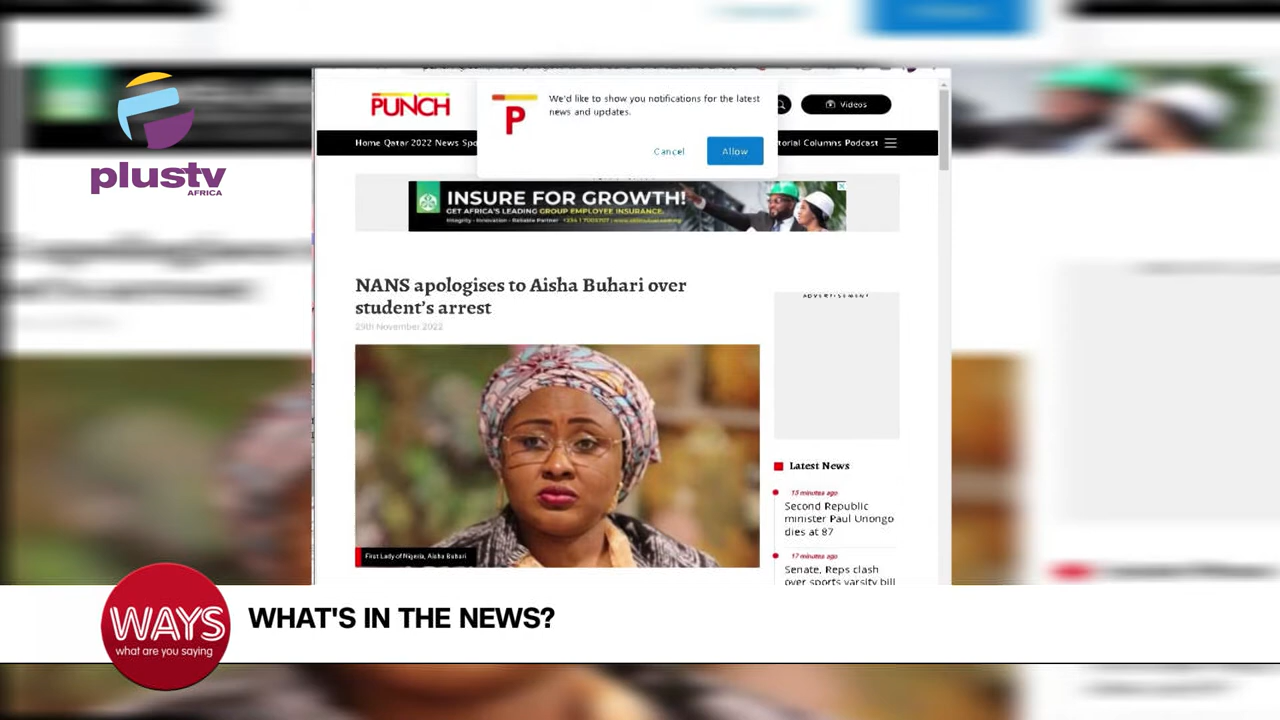 plustv
AFRICA
PUNCH
P
We'd like to show you notifications for the latest
news and updates.
Cancel
Allow
Videos
Home Qatar 2022 News Spo
torial Columns Podcast
INSURE FOR GROWTH!
GET AFRICA'S LEADING GROUP EMPLOYEE INSURANCE.
NANS apologises to Aisha Buhari over
student's arrest
29th November 2022
ADVERTISEMENT
First Lady of Nigeria, Aisha Buhari
Latest News
13 minutes ago
Second Republic
minister Paul Unongo
dies at 87
17 minutes ago
Senate, Reps clash
over sports varsity bill
WAYS
what are you saying
WHAT'S IN THE NEWS?